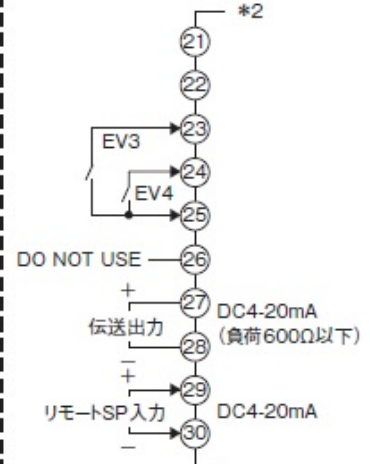 *2
21
22
23
EV3
24
EV4
25
DO NOT USE
26
+
27
DC4-20mA
伝送出力
(負荷600Ω以下)
28
−
+
29
リモートSP入力
DC4-20mA
30
−